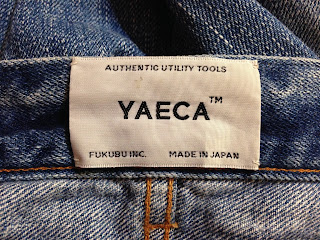 AUTHENTIC UTILITY TOOLS
YAECA™
FUKUBU INC. MADE IN JAPAN